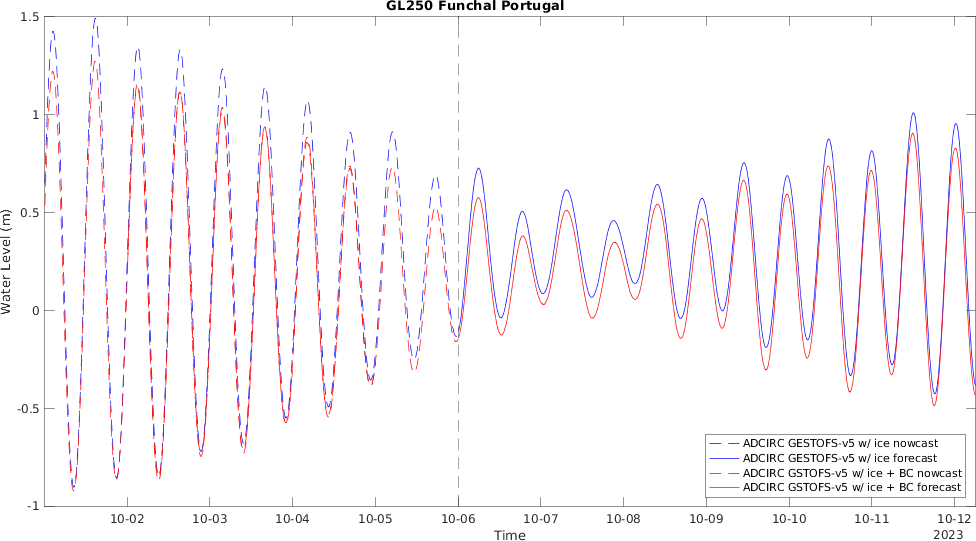 GL250 Funchal Portugal
1.5
1
0.5
0
-0.5
-1
Water Level (m)
10-02
10-03
10-04
10-05
10-06
10-07
10-08
10-09
10-10
10-11
10-12
2023
Time
ADCIRC GESTOFS-v5 w/ ice nowcast
ADCIRC GESTOFS-v5 w/ ice forecast
ADCIRC GSTOFS-v5 w/ ice + BC nowcast
ADCIRC GSTOFS-v5 w/ ice + BC forecast